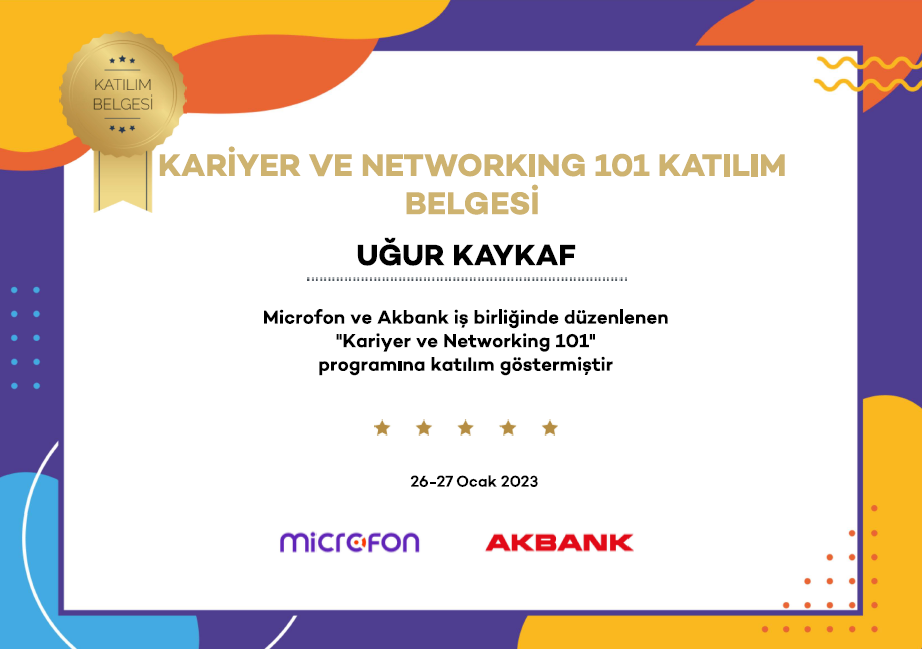 KATILIM
BELGESİ
KARİYER VE NETWORKING 101 KATILIM
BELGESİ
UĞUR KAYKAF
Microfon ve Akbank iş birliğinde düzenlenen
"Kariyer ve Networking 101"
programına katılım göstermiştir
26-27 Ocak 2023
microfon AKBANK